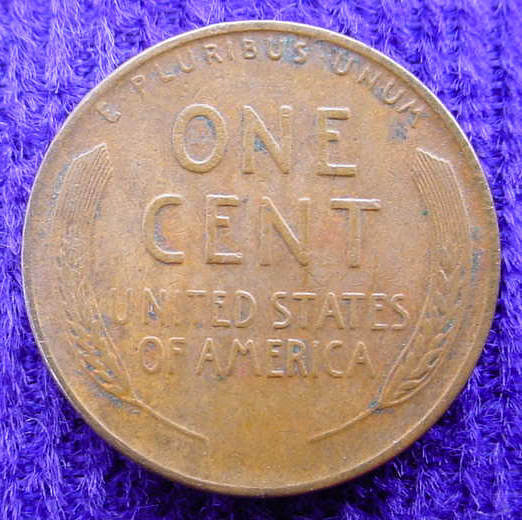 E PLURIBUS UNUM
ONE
CENT
UNITED STATES
OF AMERICA